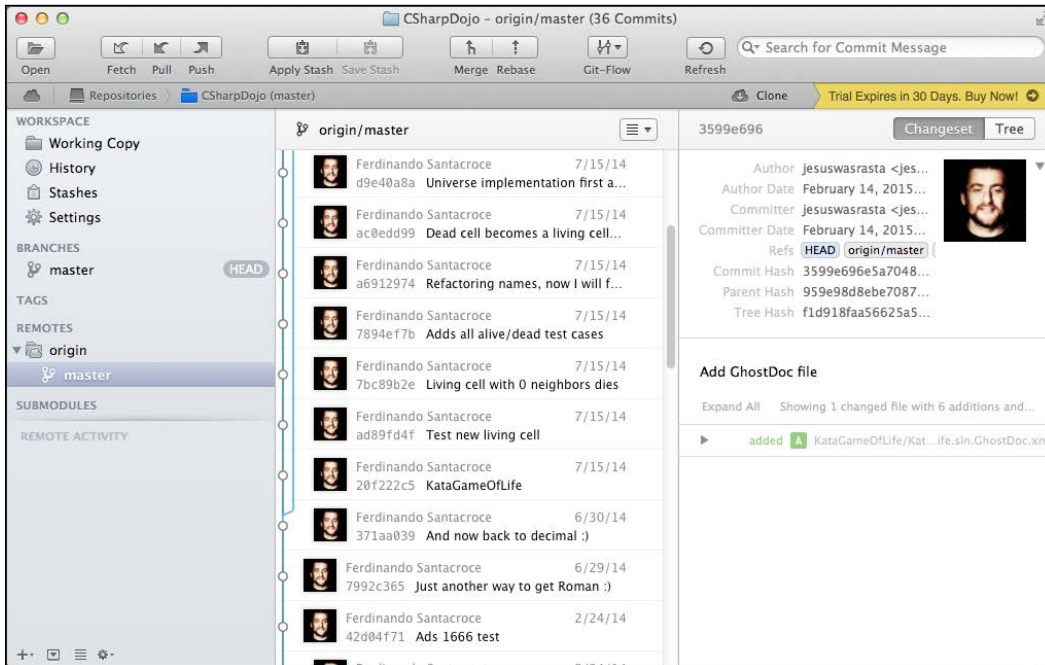 CSharpDojo – origin/master (36 Commits)
Open
Fetch
Pull
Push
Apply Stash
Save Stash
Merge
Rebase
Git-Flow
Refresh
Search for Commit Message
Repositories
CSharpDojo (master)
Clone
Trial Expires in 30 Days. Buy Now!
WORKSPACE
Working Copy
History
Stashes
Settings
BRANCHES
master HEAD
TAGS
REMOTES
origin
master
SUBMODULES
REMOTE ACTIVITY
origin/master
Ferdinando Santacroce 7/15/14
d9e40a8a Universe implementation first a...
Ferdinando Santacroce 7/15/14
ac0edd99 Dead cell becomes a living cell...
Ferdinando Santacroce 7/15/14
a6912974 Refactoring names, now I will f...
Ferdinando Santacroce 7/15/14
7894ef7b Adds all alive/dead test cases
Ferdinando Santacroce 7/15/14
7bc89b2e Living cell with 0 neighbors dies
Ferdinando Santacroce 7/15/14
ad89fd4f Test new living cell
Ferdinando Santacroce 7/15/14
20f222c5 KataGameOfLife
Ferdinando Santacroce 6/30/14
371aa039 And now back to decimal :)
Ferdinando Santacroce 6/29/14
7992c365 Just another way to get Roman :)
Ferdinando Santacroce 2/24/14
42d04f71 Ads 1666 test
3599e696
Changeset
Tree
Author jesuswasrasta <jes...
Author Date February 14, 2015...
Committer jesuswasrasta <jes...
Committer Date February 14, 2015...
Refs HEAD origin/master
Commit Hash 3599e696e5a7048...
Parent Hash 959e98d8ebe7087...
Tree Hash f1d918faa56625a5...
Add GhostDoc file
Expand All Showing 1 changed file with 6 additions and...
added A KataGameOfLife/Kat...ife.sln.GhostDoc.xm